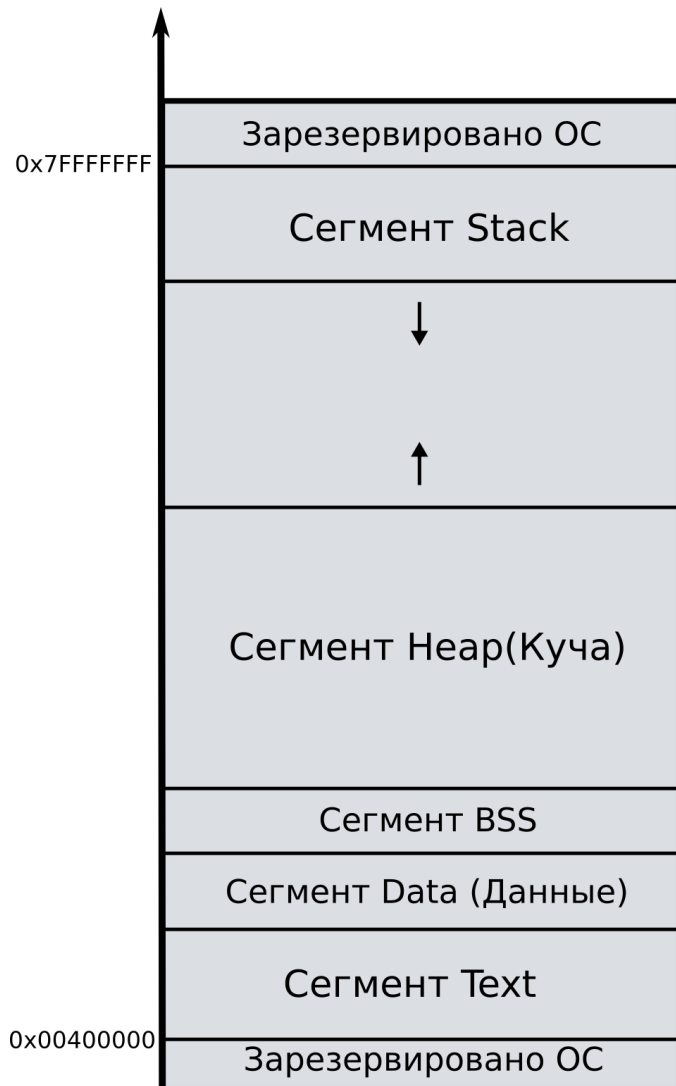 Зарезервировано ОС
0x7FFFFFFF
Сегмент Stack
Сегмент Heap(Куча)
Сегмент BSS
Сегмент Data (Данные)
Сегмент Text
0x00400000
Зарезервировано ОС